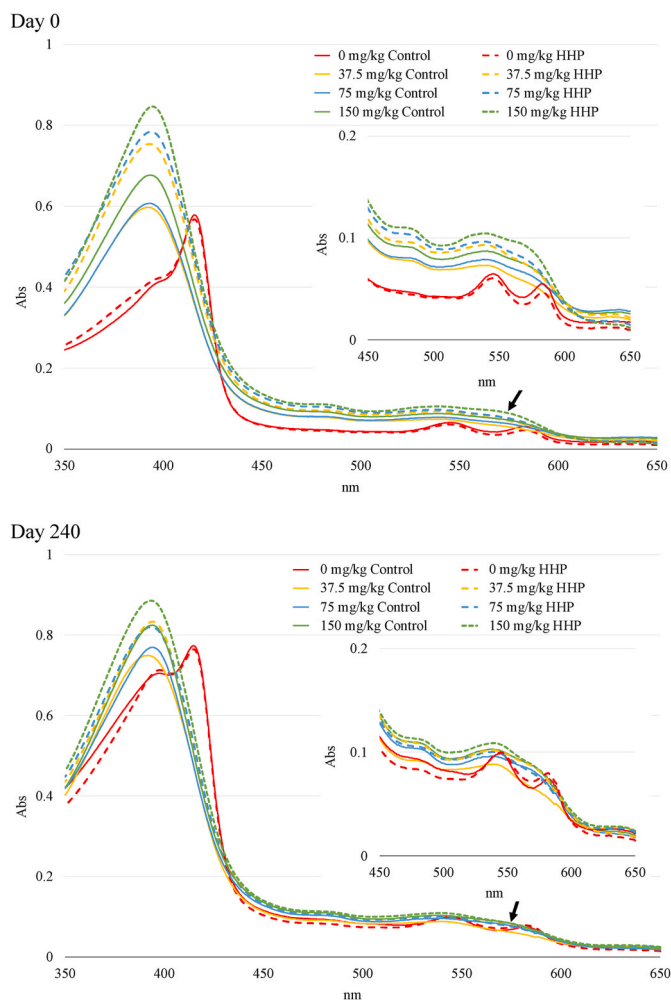 Day 0
1
0.8
0.6
0.4
0.2
0
Abs
350 400 450 500 550 600 650
nm
0 mg/kg Control 0 mg/kg HHP
37.5 mg/kg Control 37.5 mg/kg HHP
75 mg/kg Control 75 mg/kg HHP
150 mg/kg Control 150 mg/kg HHP
0.2
0.1
0
Abs
450 500 550 600 650
nm
Day 240
1
0.8
0.6
0.4
0.2
0
Abs
350 400 450 500 550 600 650
nm
0 mg/kg Control 0 mg/kg HHP
37.5 mg/kg Control 37.5 mg/kg HHP
75 mg/kg Control 75 mg/kg HHP
150 mg/kg Control 150 mg/kg HHP
0.2
0.1
0
Abs
450 500 550 600 650
nm